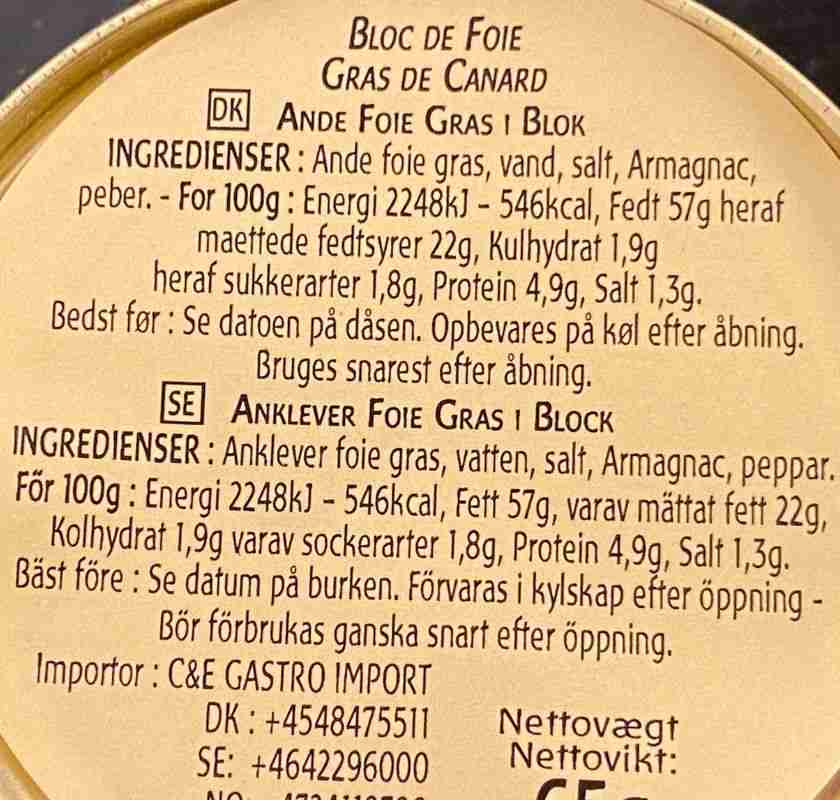 BLOC DE FOIE
GRAS DE CANARD
DK ANDE FOIE GRAS I BLOK
INGREDIENSER : Ande foie gras, vand, salt, Armagnac,
peber. - For 100g : Energi 2248kJ - 546kcal, Fedt 57g heraf
maettede fedtsyrer 22g, Kulhydrat 1,9g
heraf sukkerarter 1,8g, Protein 4,9g, Salt 1,3g.
Bedst før : Se datoen på dåsen. Opbevares på køl efter åbning.
Bruges snarest efter åbning.
SE ANKLEVER FOIE GRAS I BLOCK
INGREDIENSER : Anklever foie gras, vatten, salt, Armagnac, peppar.
För 100g : Energi 2248kJ - 546kcal, Fett 57g, varav mättat fett 22g,
Kolhydrat 1,9g varav sockerarter 1,8g, Protein 4,9g, Salt 1,3g.
Bäst före : Se datum på burken. Förvaras i kylskap efter öppning -
Bör förbrukas ganska snart efter öppning.
Importor : C&E GASTRO IMPORT
DK : +4548475511
SE: +4642296000
Nettovægt
Nettovikt: